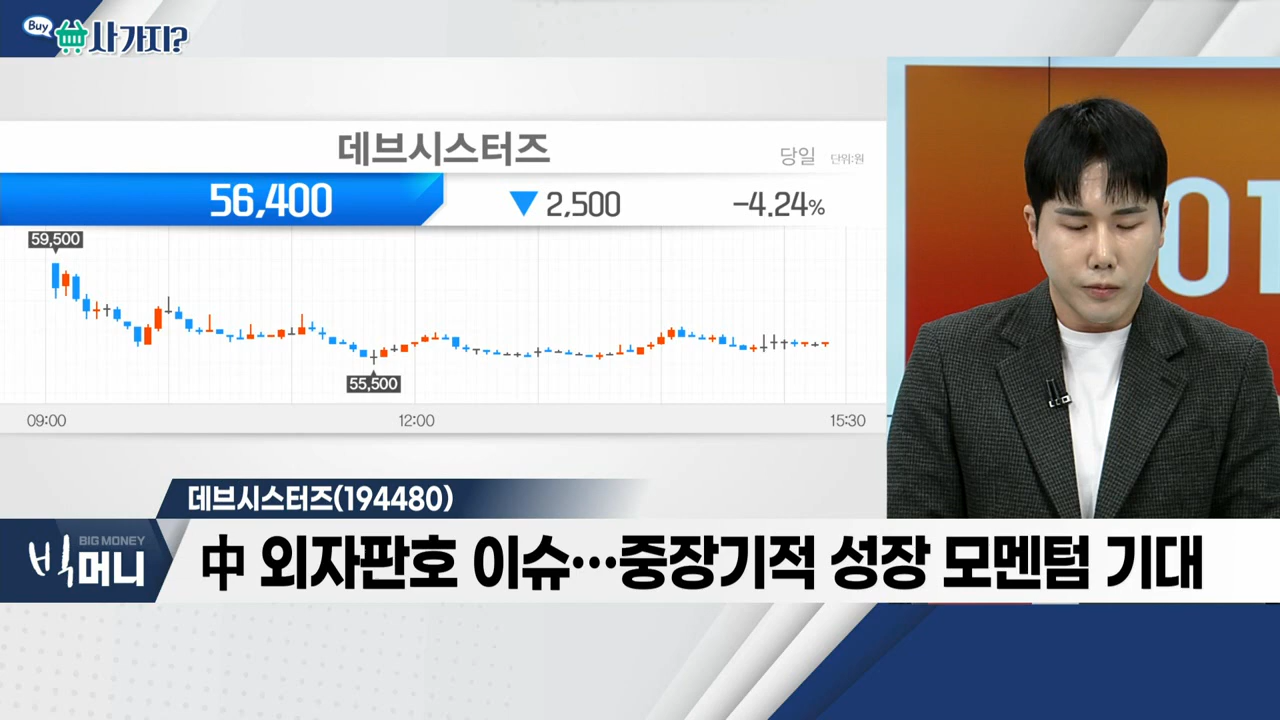 Buy
사가지?
데브시스터즈
당일 단위:원
56,400 ▼ 2,500 -4.24%
59,500
55,500
09:00 12:00 15:30
01
데브시스터즈(194480)
BIG MONEY
빅머니
中 외자판호 이슈…중장기적 성장 모멘텀 기대